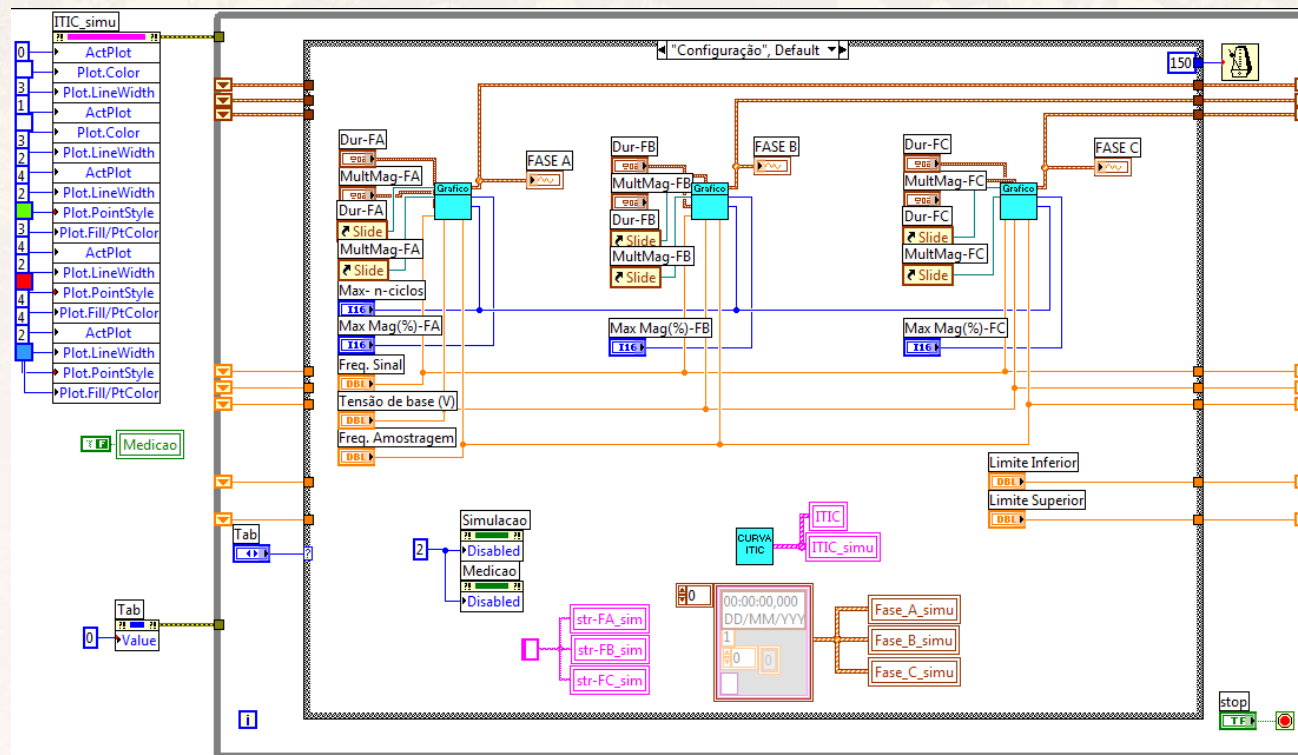 ITIC_simu
ActPlot
Plot.Color
Plot.LineWidth
ActPlot
Plot.Color
Plot.LineWidth
ActPlot
Plot.LineWidth
Plot.PointStyle
Plot.Fill/PtColor
ActPlot
Plot.LineWidth
Plot.PointStyle
Plot.Fill/PtColor
ActPlot
Plot.LineWidth
Plot.PointStyle
Plot.Fill/PtColor
0
3
1
3
2
4
2
3
4
2
4
4
2
F
Medicao
Tab
Tab
Value
0
i
"Configuração", Default
150
Dur-FA
MultMag-FA
Dur-FA
Slide
MultMag-FA
Slide
Max- n-ciclos
I16
Max Mag(%)-FA
I16
Freq. Sinal
DBL
Tensão de base (V)
DBL
Freq. Amostragem
DBL
Grafico
FASE A
Dur-FB
MultMag-FB
Dur-FB
Slide
MultMag-FB
Slide
Max Mag(%)-FB
I16
Grafico
FASE B
Dur-FC
MultMag-FC
Dur-FC
Slide
MultMag-FC
Slide
Max Mag(%)-FC
I16
Grafico
FASE C
Limite Inferior
DBL
Limite Superior
DBL
Simulacao
Disabled
Medicao
Disabled
2
CURVA
ITIC
ITIC
ITIC_simu
str-FA_sim
str-FB_sim
str-FC_sim
0
00:00:00,000
DD/MM/YYY
1
0
0
Fase_A_simu
Fase_B_simu
Fase_C_simu
stop
TF